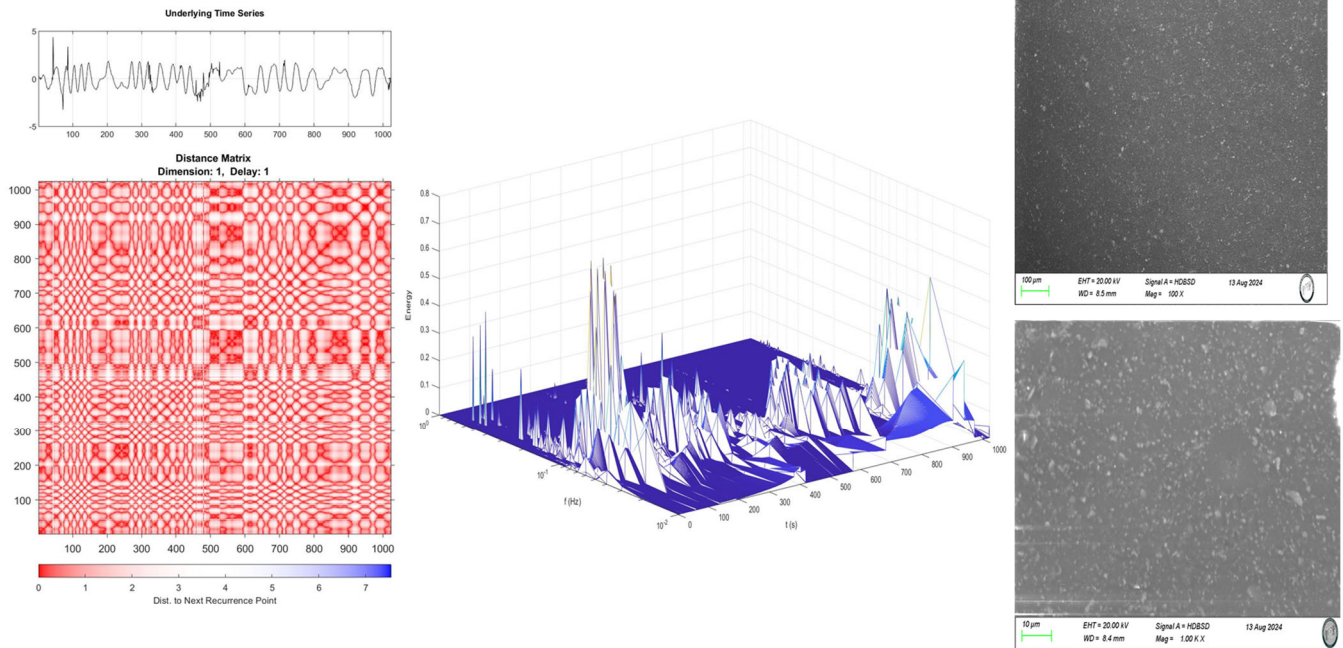 Underlying Time Series
5
0
-5
100 200 300 400 500 600 700 800 900 1000
Distance Matrix
Dimension: 1, Delay: 1
1000
900
800
700
600
500
400
300
200
100
100 200 300 400 500 600 700 800 900 1000
0 1 2 3 4 5 6 7
Dist. to Next Recurrence Point
0.8
0.7
0.6
0.5
0.4
0.3
0.2
0.1
0
Energy
10⁰
10⁻¹
10⁻²
f (Hz)
0 100 200 300 400 500 600 700 800 900 1000
t (s)
100 µm EHT = 20.00 kV Signal A = HDBSD 13 Aug 2024
WD = 8.5 mm Mag = 100 X
10 µm EHT = 20.00 kV Signal A = HDBSD 13 Aug 2024
WD = 8.4 mm Mag = 1.00 K X